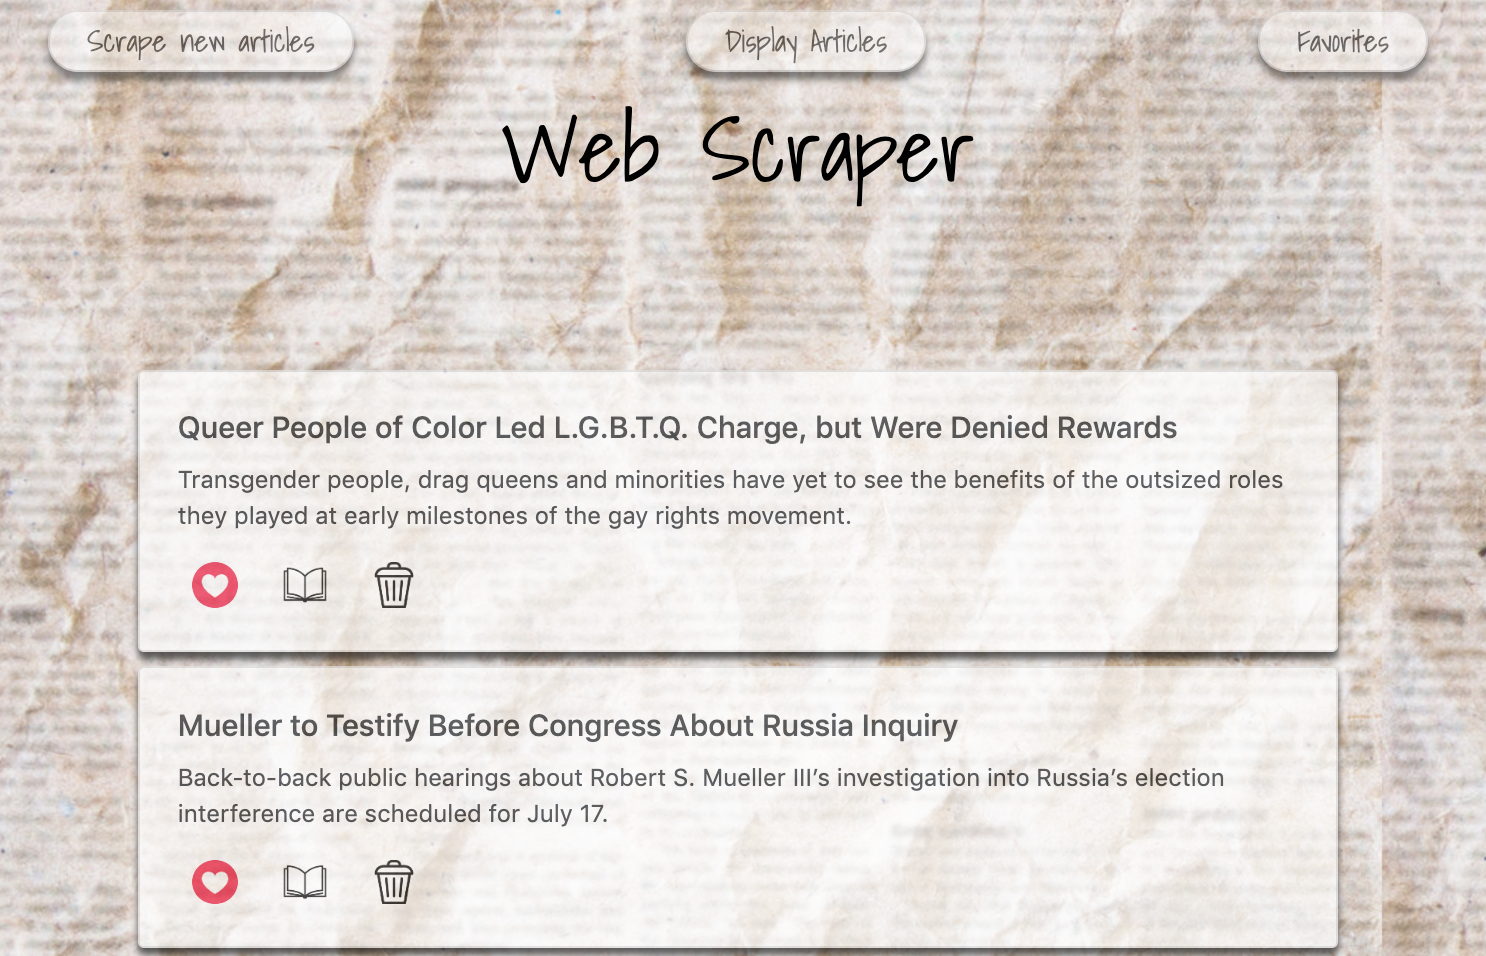 Scrape new articles
Display Articles
Favorites
Web Scraper
Queer People of Color Led L.G.B.T.Q. Charge, but Were Denied Rewards
Transgender people, drag queens and minorities have yet to see the benefits of the outsized roles
they played at early milestones of the gay rights movement.
Mueller to Testify Before Congress About Russia Inquiry
Back-to-back public hearings about Robert S. Mueller III’s investigation into Russia’s election
interference are scheduled for July 17.